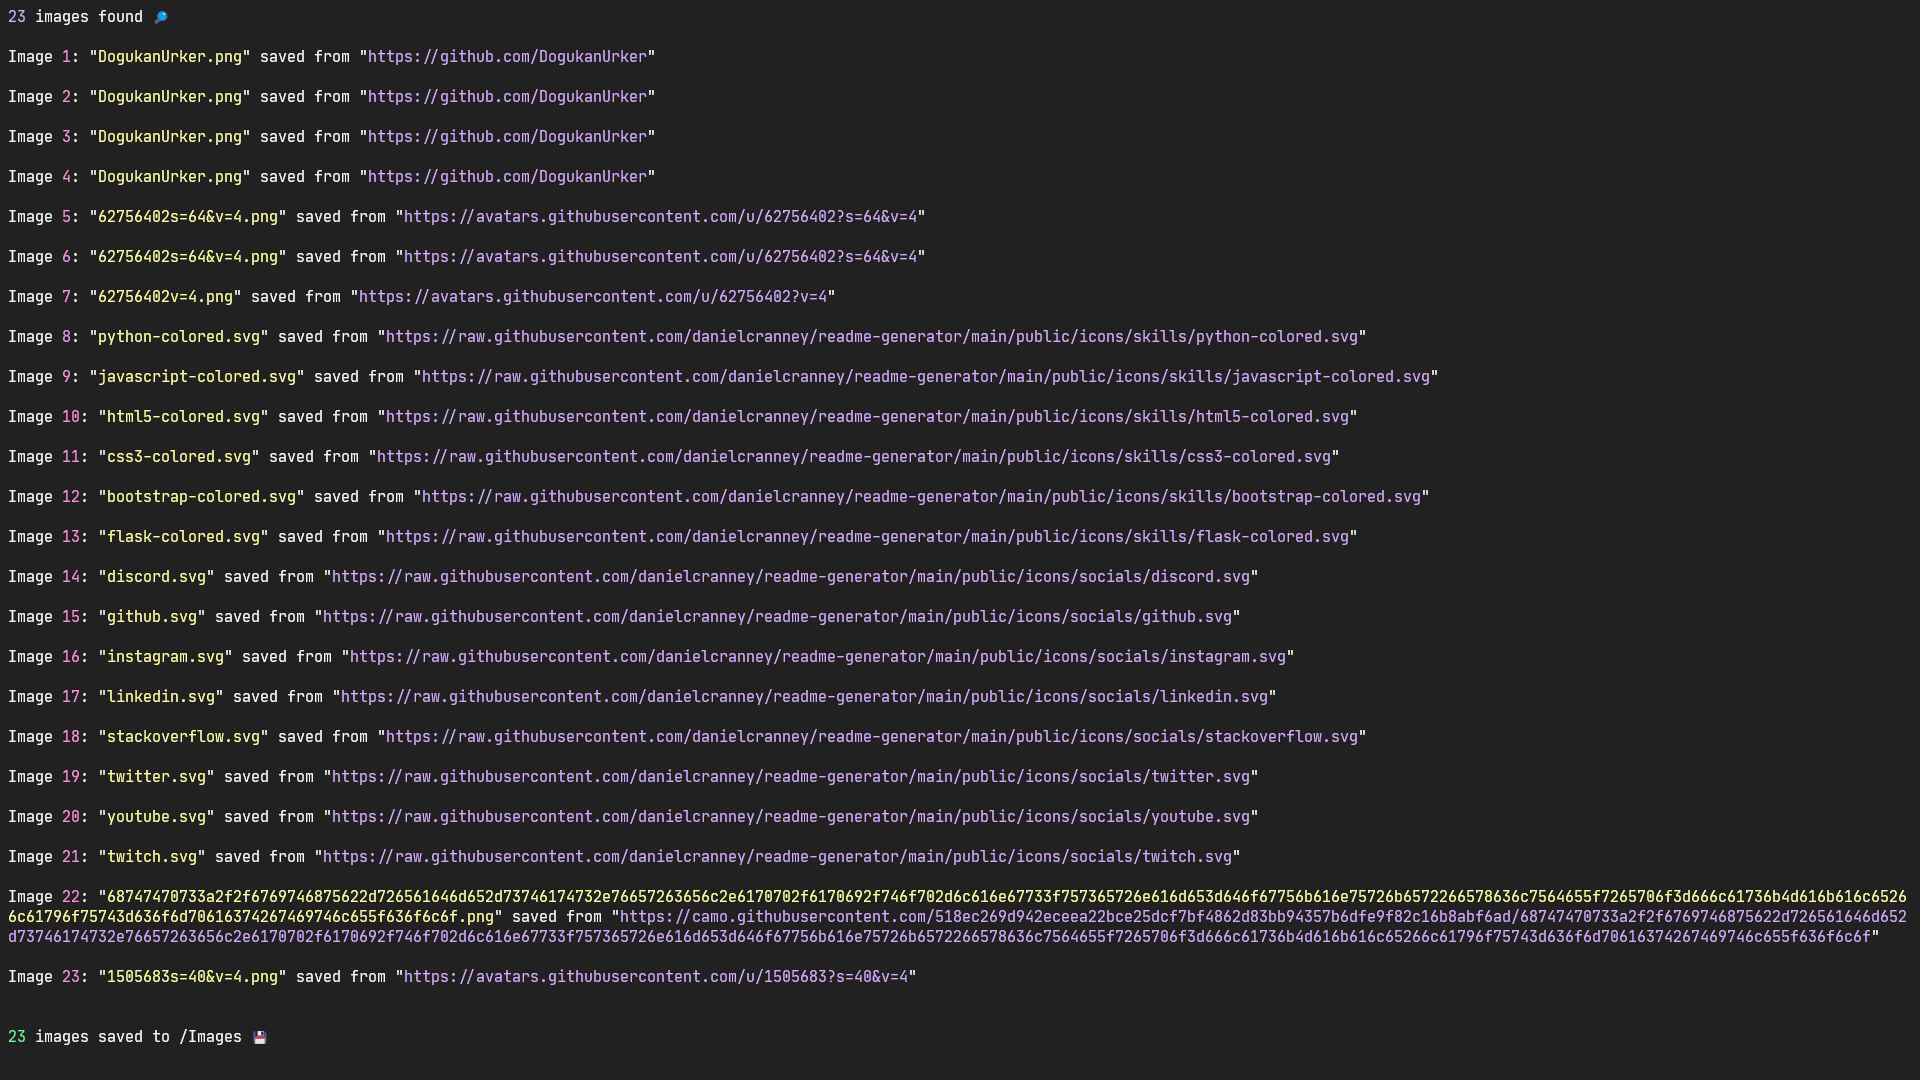 23 images found 🔎
Image 1: "DogukanUrker.png" saved from "https://github.com/DogukanUrker"
Image 2: "DogukanUrker.png" saved from "https://github.com/DogukanUrker"
Image 3: "DogukanUrker.png" saved from "https://github.com/DogukanUrker"
Image 4: "DogukanUrker.png" saved from "https://github.com/DogukanUrker"
Image 5: "62756402s=64&v=4.png" saved from "https://avatars.githubusercontent.com/u/62756402?s=64&v=4"
Image 6: "62756402s=64&v=4.png" saved from "https://avatars.githubusercontent.com/u/62756402?s=64&v=4"
Image 7: "62756402v=4.png" saved from "https://avatars.githubusercontent.com/u/62756402?v=4"
Image 8: "python-colored.svg" saved from "https://raw.githubusercontent.com/danielcranney/readme-generator/main/public/icons/skills/python-colored.svg"
Image 9: "javascript-colored.svg" saved from "https://raw.githubusercontent.com/danielcranney/readme-generator/main/public/icons/skills/javascript-colored.svg"
Image 10: "html5-colored.svg" saved from "https://raw.githubusercontent.com/danielcranney/readme-generator/main/public/icons/skills/html5-colored.svg"
Image 11: "css3-colored.svg" saved from "https://raw.githubusercontent.com/danielcranney/readme-generator/main/public/icons/skills/css3-colored.svg"
Image 12: "bootstrap-colored.svg" saved from "https://raw.githubusercontent.com/danielcranney/readme-generator/main/public/icons/skills/bootstrap-colored.svg"
Image 13: "flask-colored.svg" saved from "https://raw.githubusercontent.com/danielcranney/readme-generator/main/public/icons/skills/flask-colored.svg"
Image 14: "discord.svg" saved from "https://raw.githubusercontent.com/danielcranney/readme-generator/main/public/icons/socials/discord.svg"
Image 15: "github.svg" saved from "https://raw.githubusercontent.com/danielcranney/readme-generator/main/public/icons/socials/github.svg"
Image 16: "instagram.svg" saved from "https://raw.githubusercontent.com/danielcranney/readme-generator/main/public/icons/socials/instagram.svg"
Image 17: "linkedin.svg" saved from "https://raw.githubusercontent.com/danielcranney/readme-generator/main/public/icons/socials/linkedin.svg"
Image 18: "stackoverflow.svg" saved from "https://raw.githubusercontent.com/danielcranney/readme-generator/main/public/icons/socials/stackoverflow.svg"
Image 19: "twitter.svg" saved from "https://raw.githubusercontent.com/danielcranney/readme-generator/main/public/icons/socials/twitter.svg"
Image 20: "youtube.svg" saved from "https://raw.githubusercontent.com/danielcranney/readme-generator/main/public/icons/socials/youtube.svg"
Image 21: "twitch.svg" saved from "https://raw.githubusercontent.com/danielcranney/readme-generator/main/public/icons/socials/twitch.svg"
Image 22: "68747470733a2f2f6769746875622d726561646d652d73746174732e76657263656c2e6170702f6170692f746f702d6c616e67733f757365726e616d653d646f67756b616e75726b6572266578636c7564655f7265706f3d666c61736b4d616b616c6526
6c61796f75743d636f6d70616374267469746c655f636f6c6f.png" saved from "https://camo.githubusercontent.com/518ec269d942eceea22bce25dcf7bf4862d83bb94357b6dfe9f82c16b8abf6ad/68747470733a2f2f6769746875622d726561646d652
d73746174732e76657263656c2e6170702f6170692f746f702d6c616e67733f757365726e616d653d646f67756b616e75726b6572266578636c7564655f7265706f3d666c61736b4d616b616c65266c61796f75743d636f6d70616374267469746c655f636f6c6f"
Image 23: "1505683s=40&v=4.png" saved from "https://avatars.githubusercontent.com/u/1505683?s=40&v=4"
23 images saved to /Images 💾